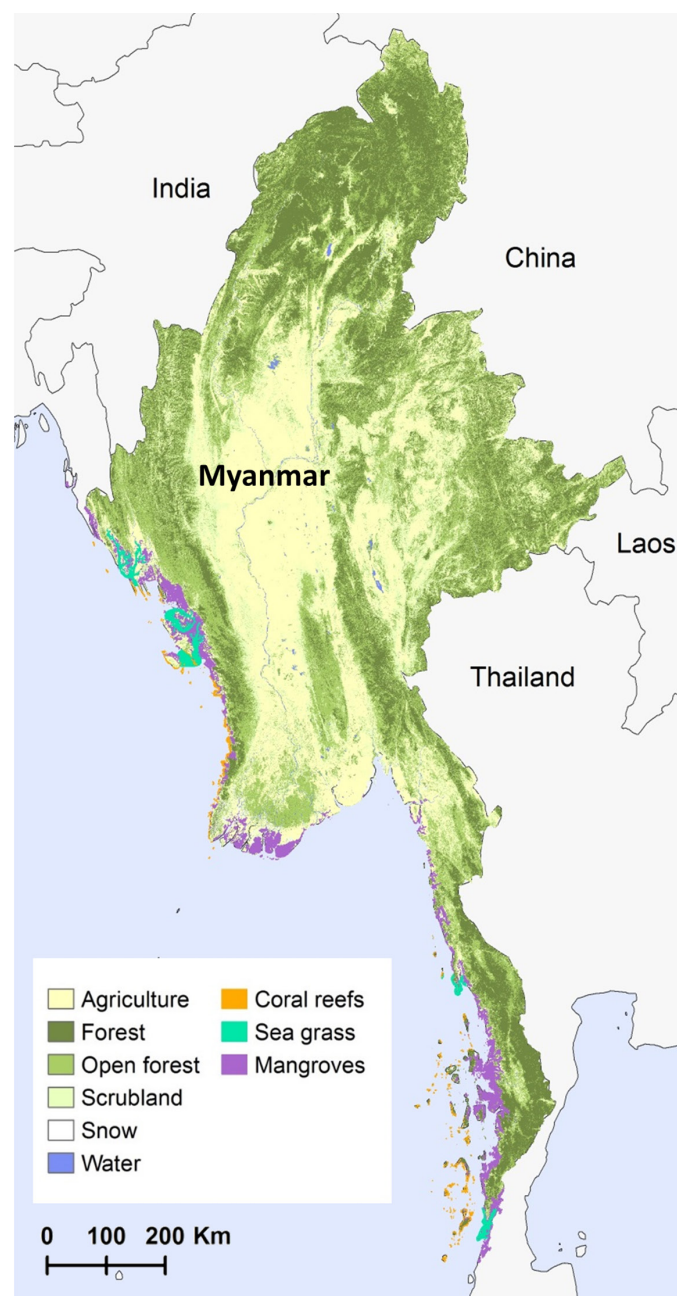 India
China
Myanmar
Laos
Thailand
Agriculture
Forest
Open forest
Scrubland
Snow
Water
Coral reefs
Sea grass
Mangroves
0 100 200 Km